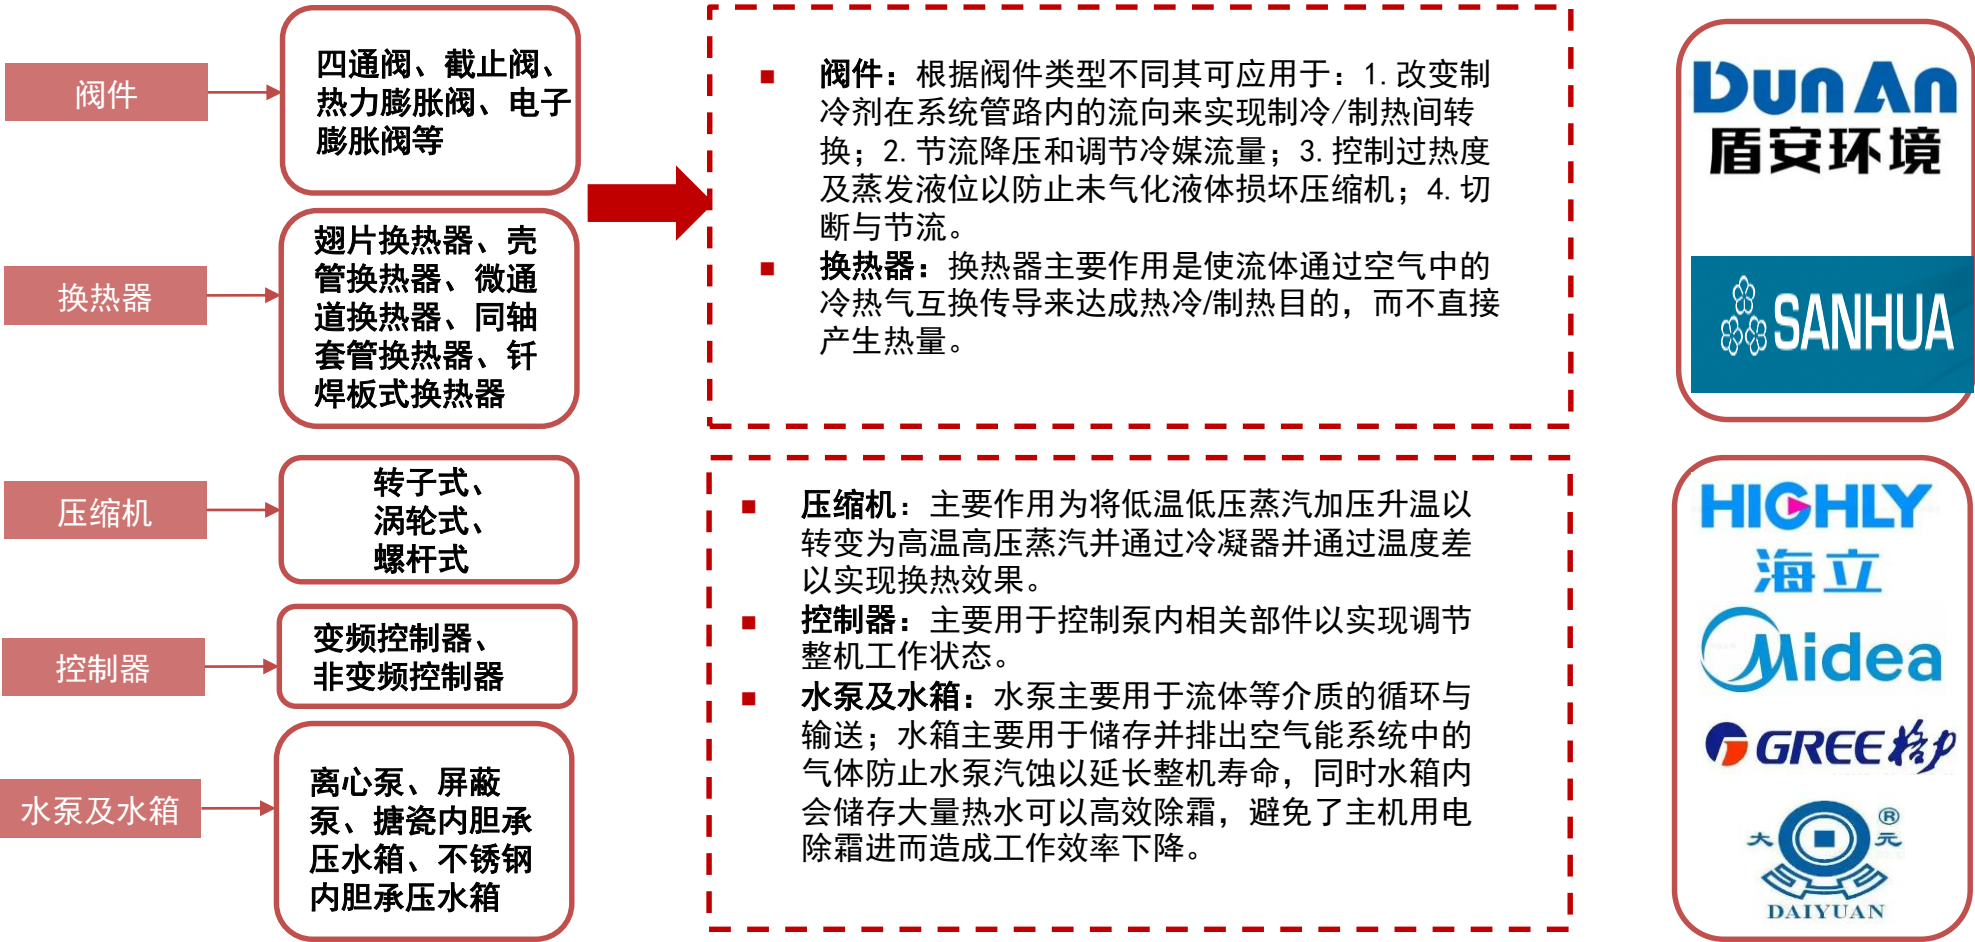 阀件
四通阀、截止阀、
热力膨胀阀、电子
膨胀阀等
换热器
翅片换热器、壳
管换热器、微通
道换热器、同轴
套管换热器、钎
焊板式换热器
■ 阀件：根据阀件类型不同其可应用于：1.改变制
冷剂在系统管路内的流向来实现制冷/制热间转
换；2.节流降压和调节冷媒流量；3.控制过热度
及蒸发液位以防止未气化液体损坏压缩机；4.切
断与节流。
■ 换热器：换热器主要作用是使流体通过空气中的
冷热气互换传导来达成热冷/制热目的，而不直接
产生热量。
DunAn
盾安环境
SANHUA
压缩机
转子式、
涡轮式、
螺杆式
控制器
变频控制器、
非变频控制器
水泵及水箱
离心泵、屏蔽
泵、搪瓷内胆承
压水箱、不锈钢
内胆承压水箱
■ 压缩机：主要作用为将低温低压蒸汽加压升温以
转变为高温高压蒸汽并通过冷凝器并通过温度差
以实现换热效果。
■ 控制器：主要用于控制泵内相关部件以实现调节
整机工作状态。
■ 水泵及水箱：水泵主要用于流体等介质的循环与
输送；水箱主要用于储存并排出空气能系统中的
气体防止水泵汽蚀以延长整机寿命，同时水箱内
会储存大量热水可以高效除霜，避免了主机用电
除霜进而造成工作效率下降。
HIGHLY
海立
Midea
GREE格力
大 元®
DAIYUAN